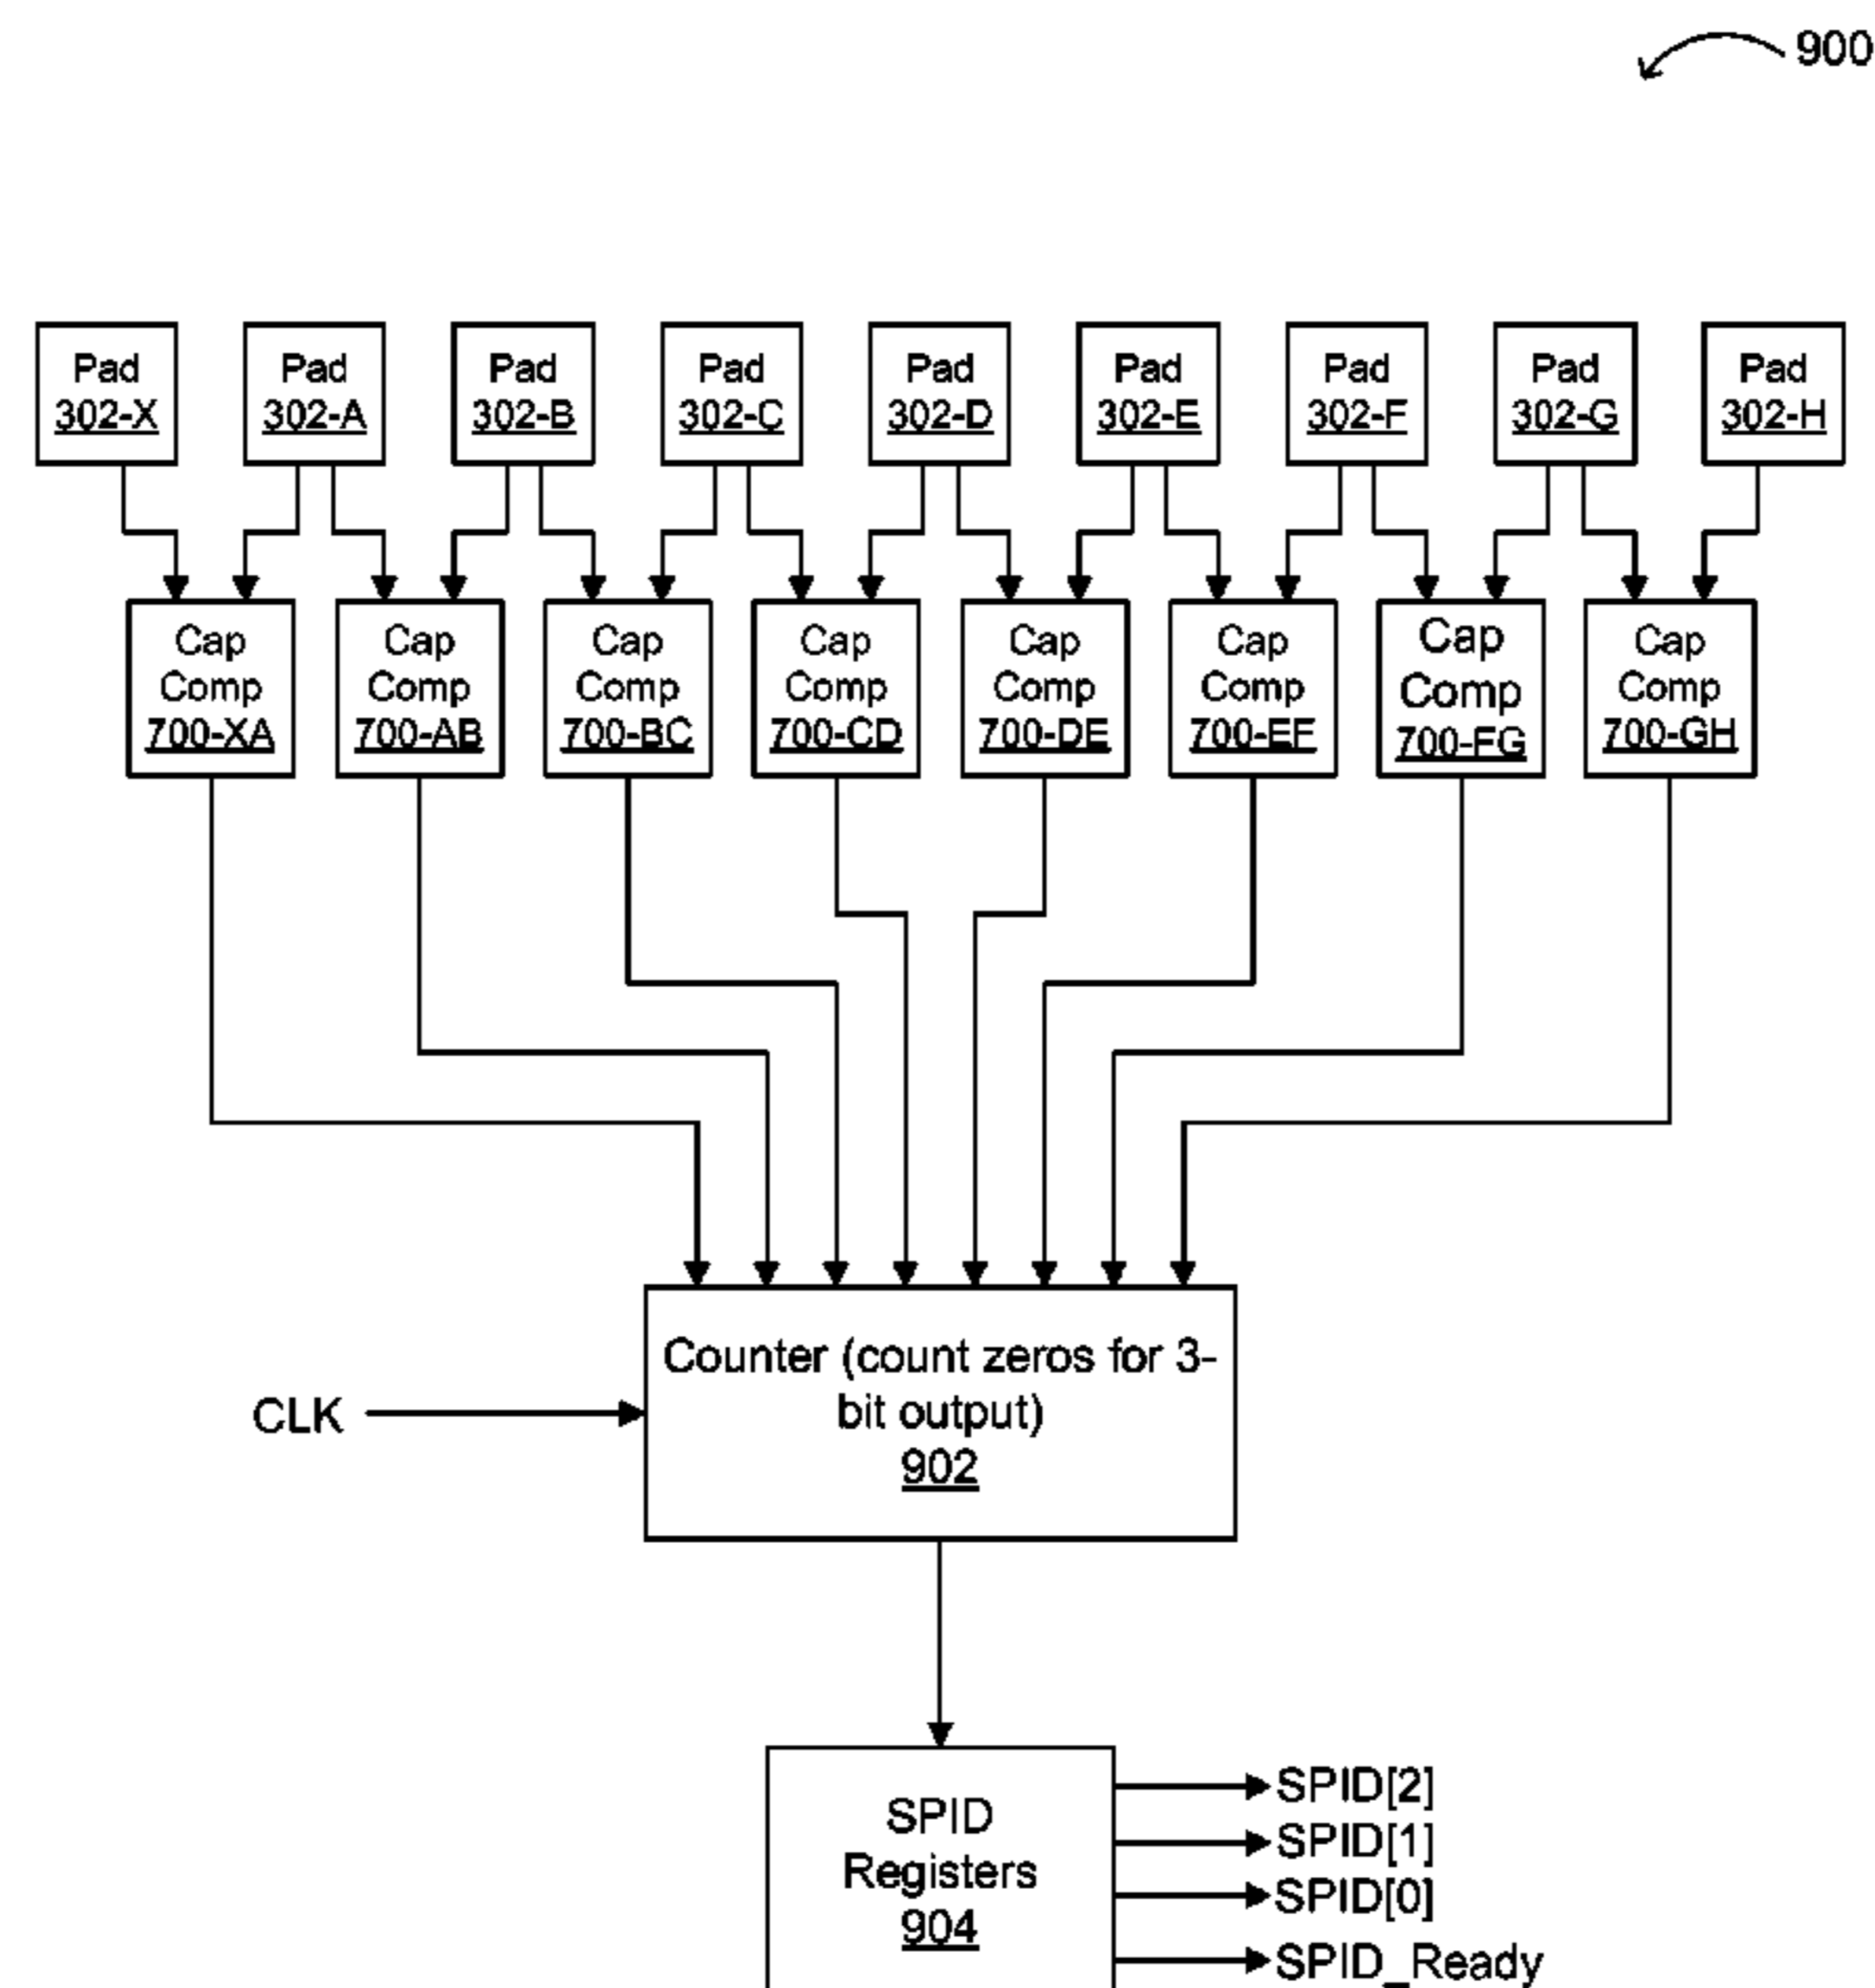 900
Pad
302-X
Pad
302-A
Pad
302-B
Pad
302-C
Pad
302-D
Pad
302-E
Pad
302-F
Pad
302-G
Pad
302-H
Cap
Comp
700-XA
Cap
Comp
700-AB
Cap
Comp
700-BC
Cap
Comp
700-CD
Cap
Comp
700-DE
Cap
Comp
700-EF
Cap
Comp
700-FG
Cap
Comp
700-GH
Counter (count zeros for 3-
bit output)
902
CLK
SPID
Registers
904
SPID[2]
SPID[1]
SPID[0]
SPID_Ready